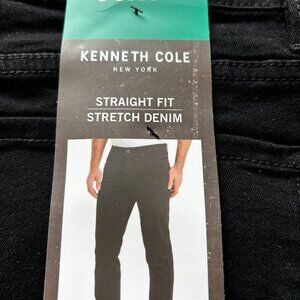 KENNETH COLE
NEW YORK
STRAIGHT FIT
STRETCH DENIM